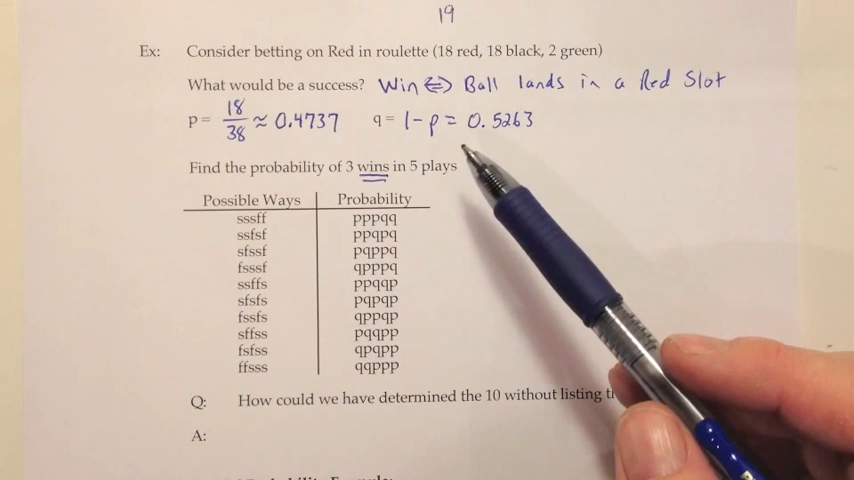 19
Ex: Consider betting on Red in roulette (18 red, 18 black, 2 green)
What would be a success? Win ⇔ Ball lands in a Red Slot
p = 18/38 ≈ 0.4737 q = 1 - p = 0.5263
Find the probability of 3 wins in 5 plays
Possible Ways Probability
sssff pppqq
ssfsf ppqpq
sfssf pqppq
fsssf qpppq
ssffs ppqqp
sfsfs pqpqp
fssfs qppqp
sffss pqqpp
fsfss qpqpp
ffsss qqppp
Q: How could we have determined the 10 without listing
A: